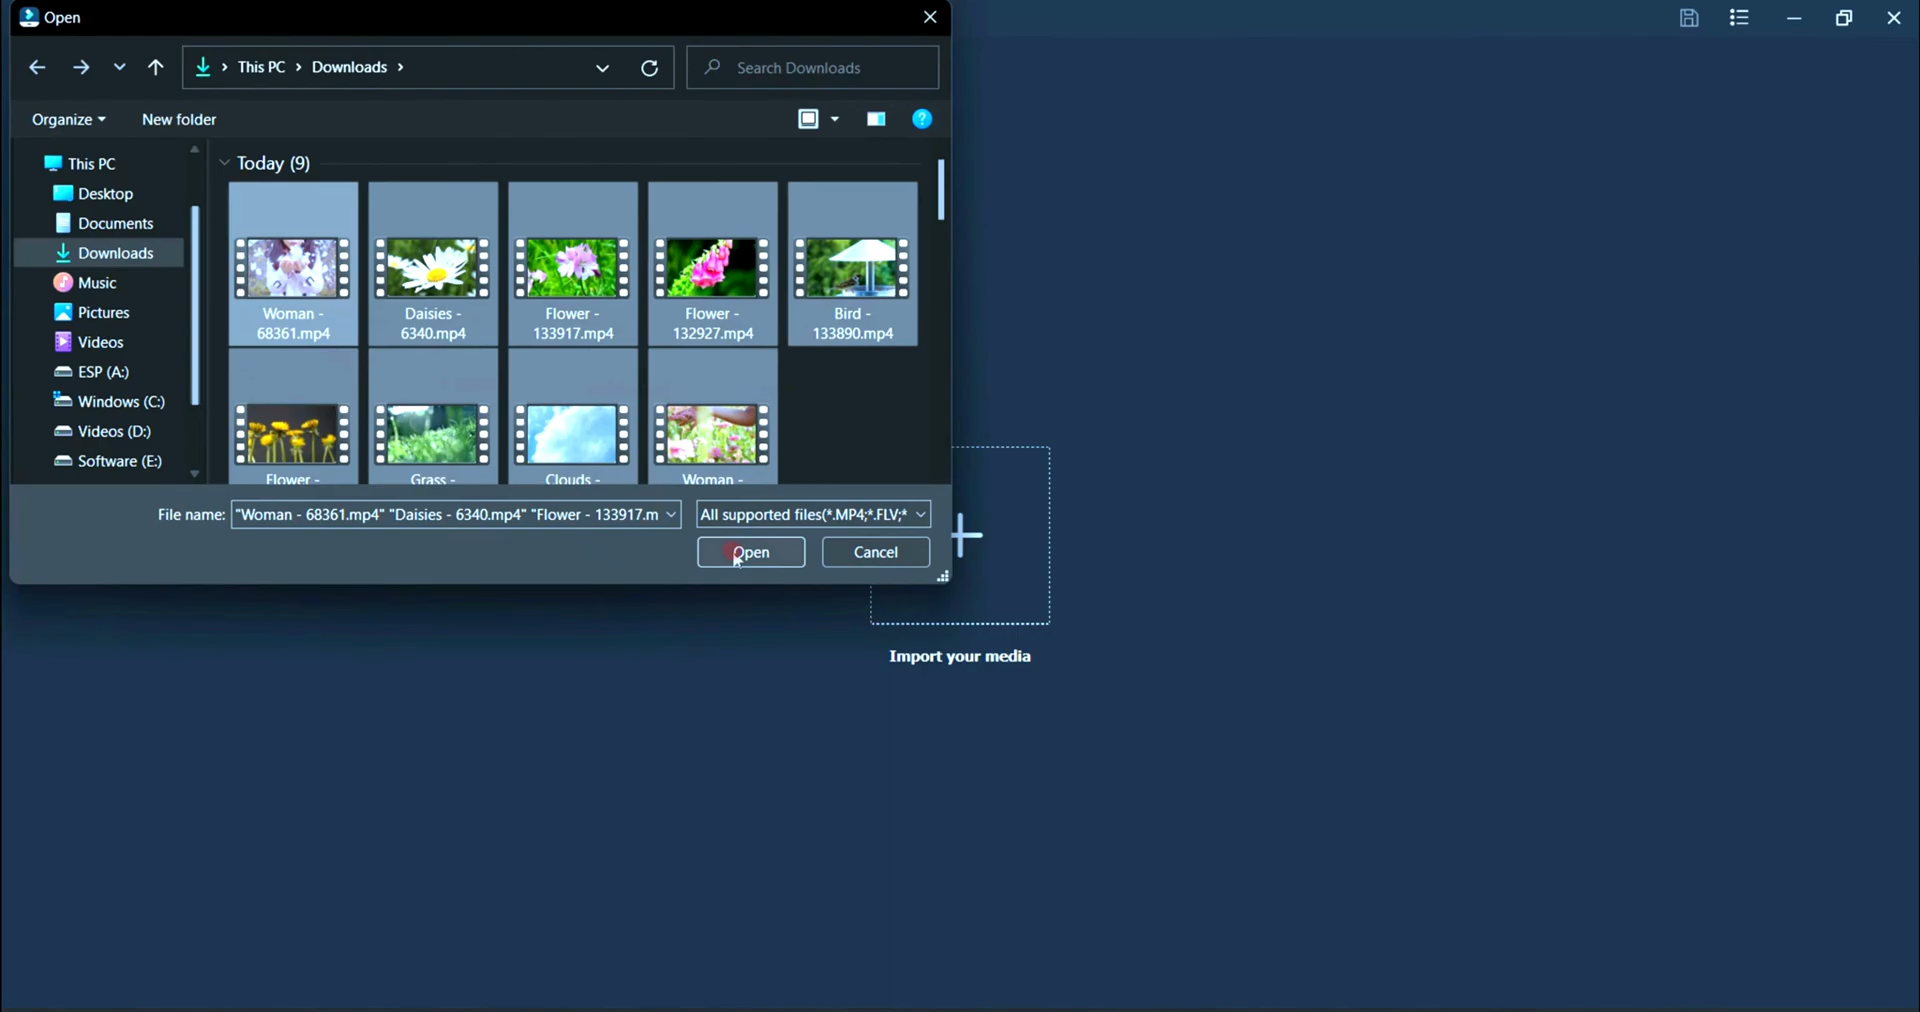 Open
This PC > Downloads >
Search Downloads
Organize
New folder
This PC
Desktop
Documents
Downloads
Music
Pictures
Videos
ESP (A:)
Windows (C:)
Videos (D:)
Software (E:)
Today (9)
Woman -
68361.mp4
Daisies -
6340.mp4
Flower -
133917.mp4
Flower -
132927.mp4
Bird -
133890.mp4
Flower -
Grass -
Clouds -
Woman -
File name:
"Woman - 68361.mp4" "Daisies - 6340.mp4" "Flower - 133917.m
All supported files(*.MP4;*.FLV;*
Open
Cancel
Import your media